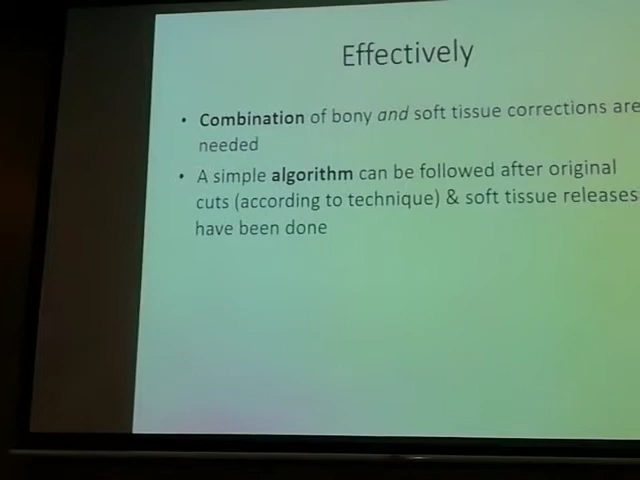 Effectively
• Combination of bony and soft tissue corrections are
needed
• A simple algorithm can be followed after original
cuts (according to technique) & soft tissue releases
have been done